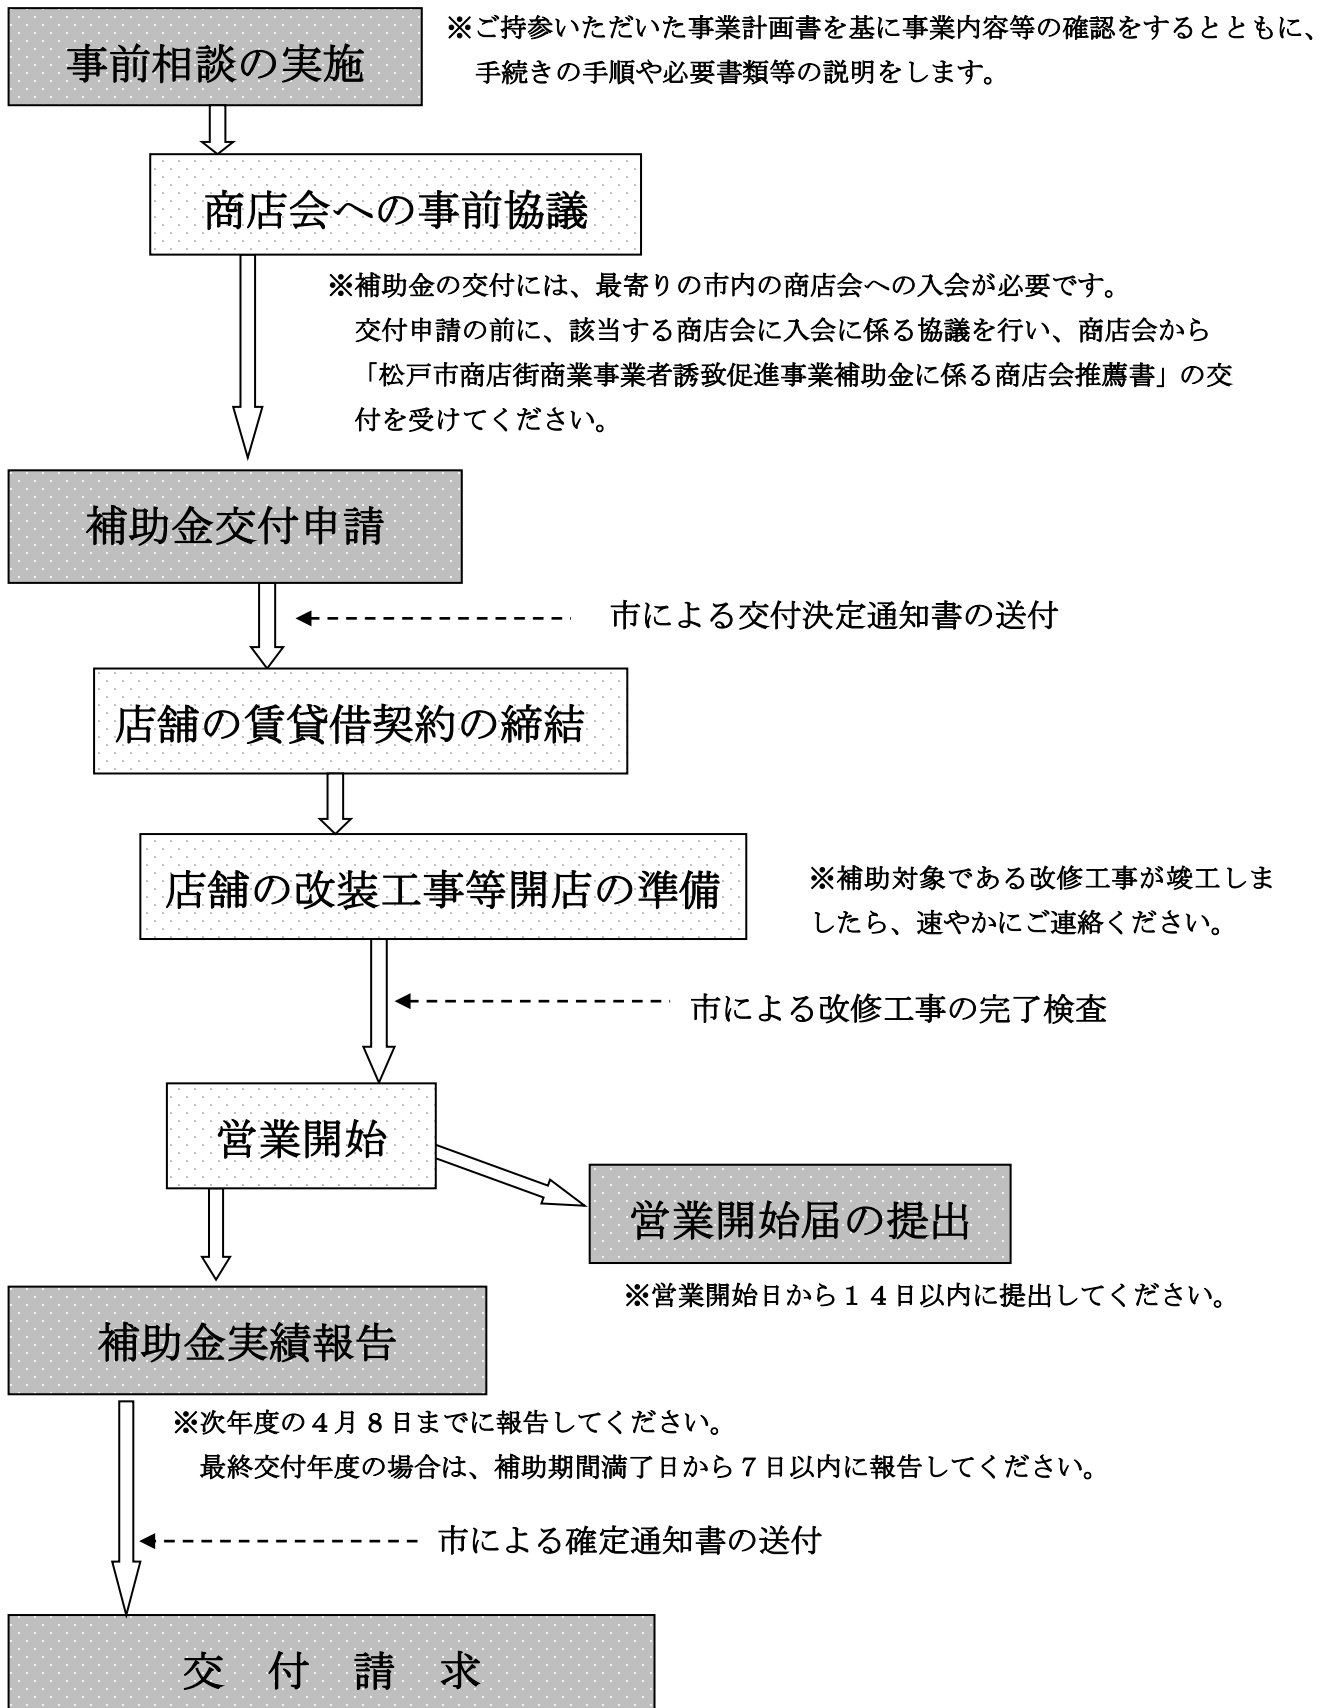 事前相談の実施
※ご持参いただいた事業計画書を基に事業内容等の確認をするとともに、
手続きの手順や必要書類等の説明をします。
商店会への事前協議
※補助金の交付には、最寄りの市内の商店会への入会が必要です。
交付申請の前に、該当する商店会に入会に係る協議を行い、商店会から
「松戸市商店街商業事業者誘致促進事業補助金に係る商店会推薦書」の交
付を受けてください。
補助金交付申請
市による交付決定通知書の送付
店舗の賃貸借契約の締結
店舗の改装工事等開店の準備
※補助対象である改修工事が竣工しま
したら、速やかにご連絡ください。
市による改修工事の完了検査
営業開始
営業開始届の提出
※営業開始日から１４日以内に提出してください。
補助金実績報告
※次年度の４月８日までに報告してください。
最終交付年度の場合は、補助期間満了日から７日以内に報告してください。
市による確定通知書の送付
交　付　請　求